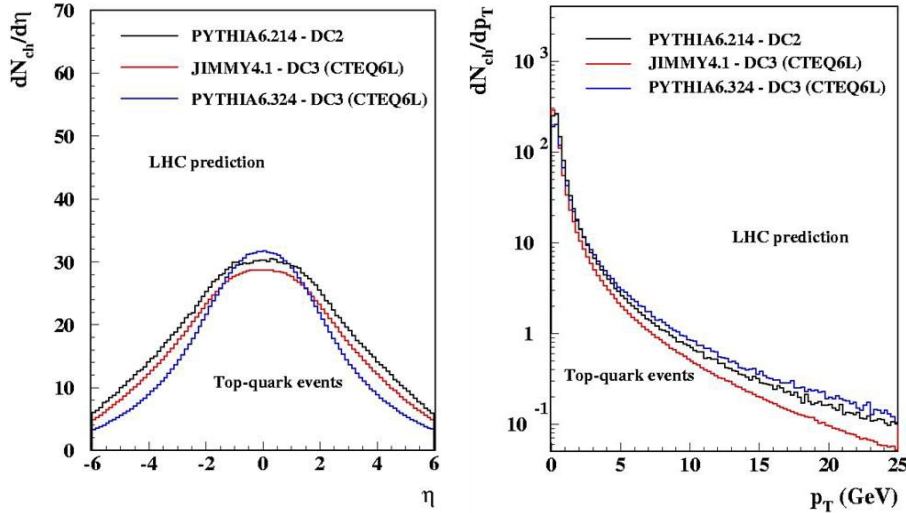 dN_ch/dη
70
60
50
40
30
20
10
0
PYTHIA6.214 - DC2
JIMMY4.1 - DC3 (CTEQ6L)
PYTHIA6.324 - DC3 (CTEQ6L)
LHC prediction
Top-quark events
-6 -4 -2 0 2 4 6
η
dN_ch/dp_T
10^3
10^2
10
1
10^-1
PYTHIA6.214 - DC2
JIMMY4.1 - DC3 (CTEQ6L)
PYTHIA6.324 - DC3 (CTEQ6L)
LHC prediction
Top-quark events
0 5 10 15 20 25
p_T (GeV)